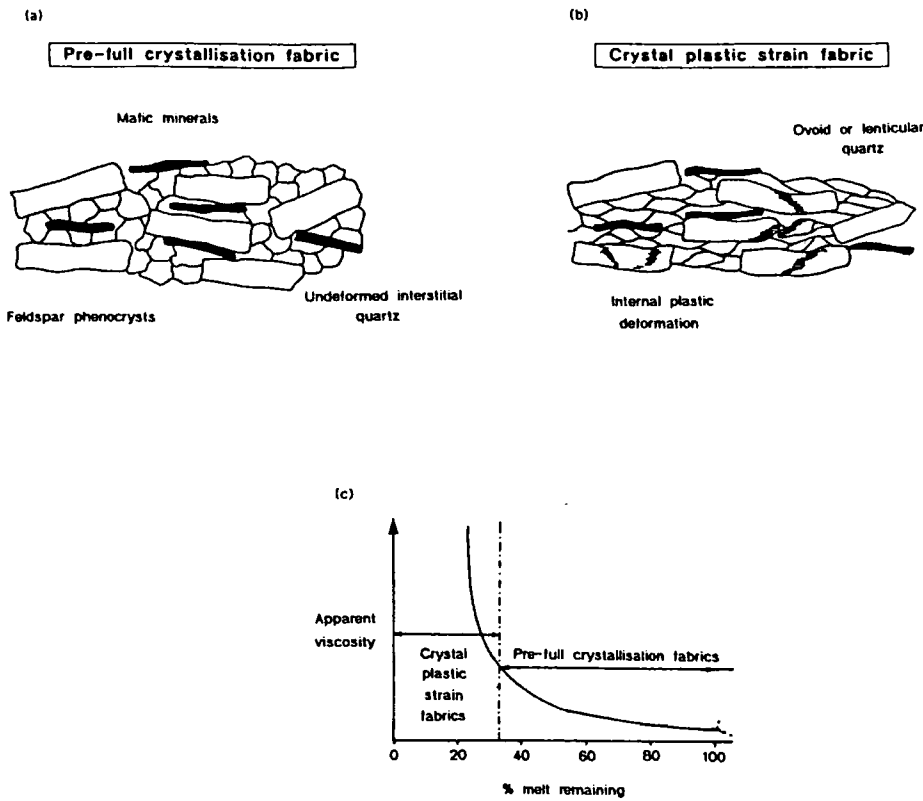 (a)
Pre-full crystallisation fabric
Mafic minerals
Feldspar phenocrysts
Undeformed interstitial
quartz
(b)
Crystal plastic strain fabric
Ovoid or lenticular
quartz
Internal plastic
deformation
(c)
Apparent
viscosity
Crystal
plastic
strain
fabrics
Pre-full crystallisation fabrics
0 20 40 60 80 100
% melt remaining